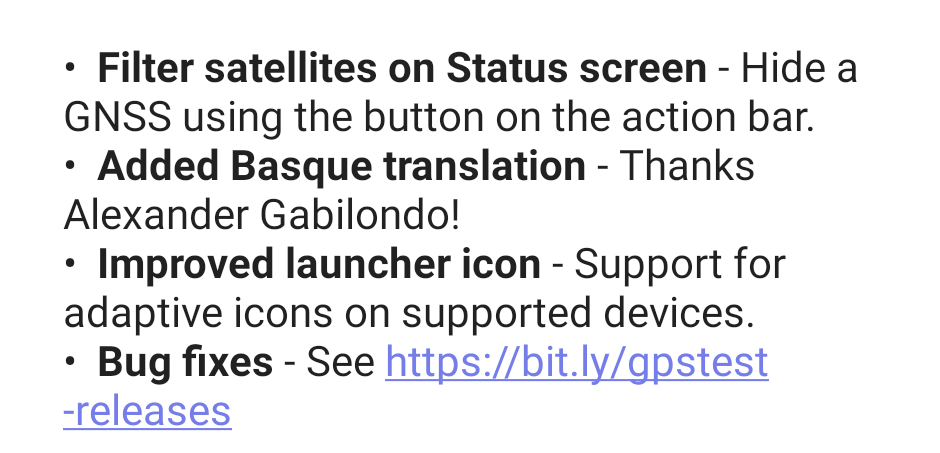 • Filter satellites on Status screen - Hide a
GNSS using the button on the action bar.
• Added Basque translation - Thanks
Alexander Gabilondo!
• Improved launcher icon - Support for
adaptive icons on supported devices.
• Bug fixes - See https://bit.ly/gpstest
-releases